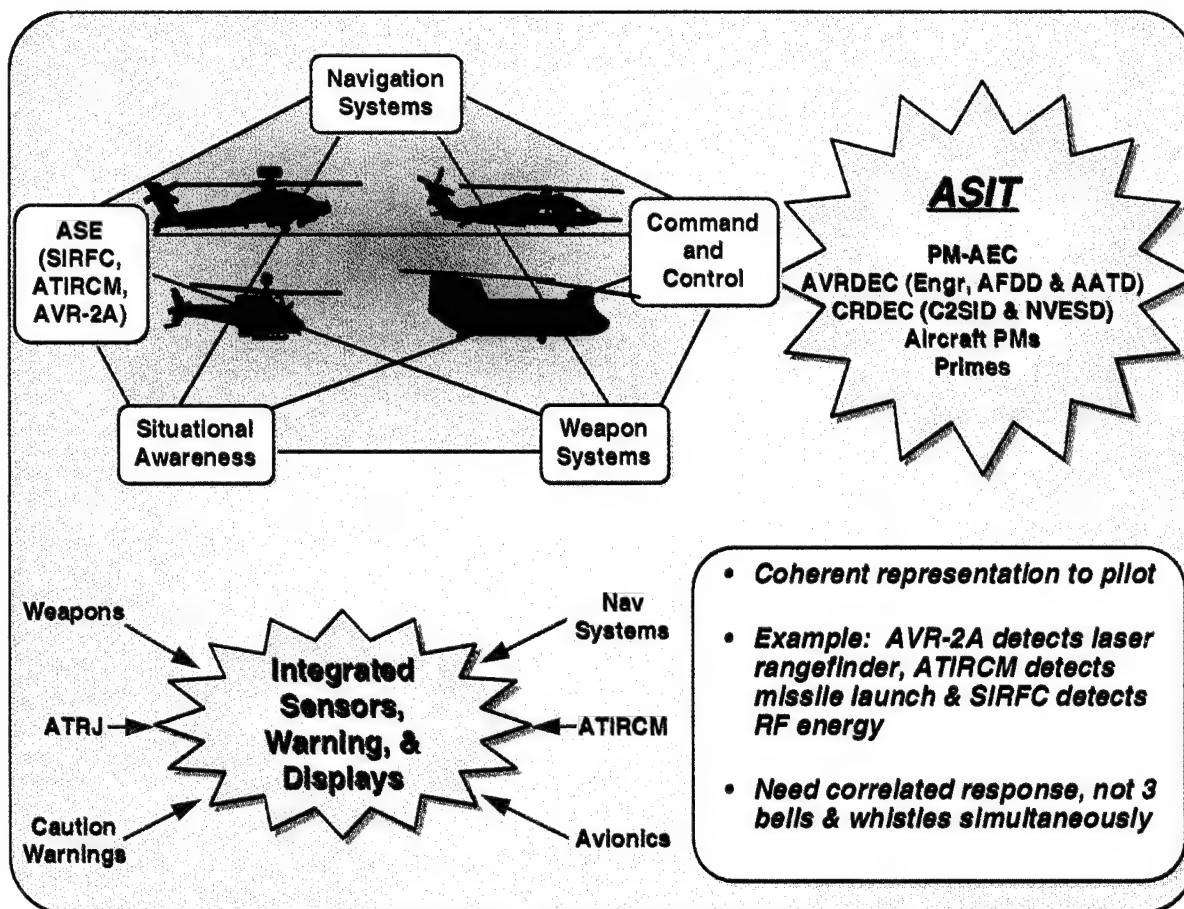 Navigation
Systems
ASE
(SIRFC,
ATIRCM,
AVR-2A)
Command
and
Control
Situational
Awareness
Weapon
Systems
ASIT
PM-AEC
AVRDEC (Engr, AFDD & AATD)
CRDEC (C2SID & NVESD)
Aircraft PMs
Primes
Weapons
ATRJ
Caution
Warnings
Integrated
Sensors,
Warning, &
Displays
Nav
Systems
ATIRCM
Avionics
• Coherent representation to pilot
• Example: AVR-2A detects laser
rangefinder, ATIRCM detects
missile launch & SIRFC detects
RF energy
• Need correlated response, not 3
bells & whistles simultaneously